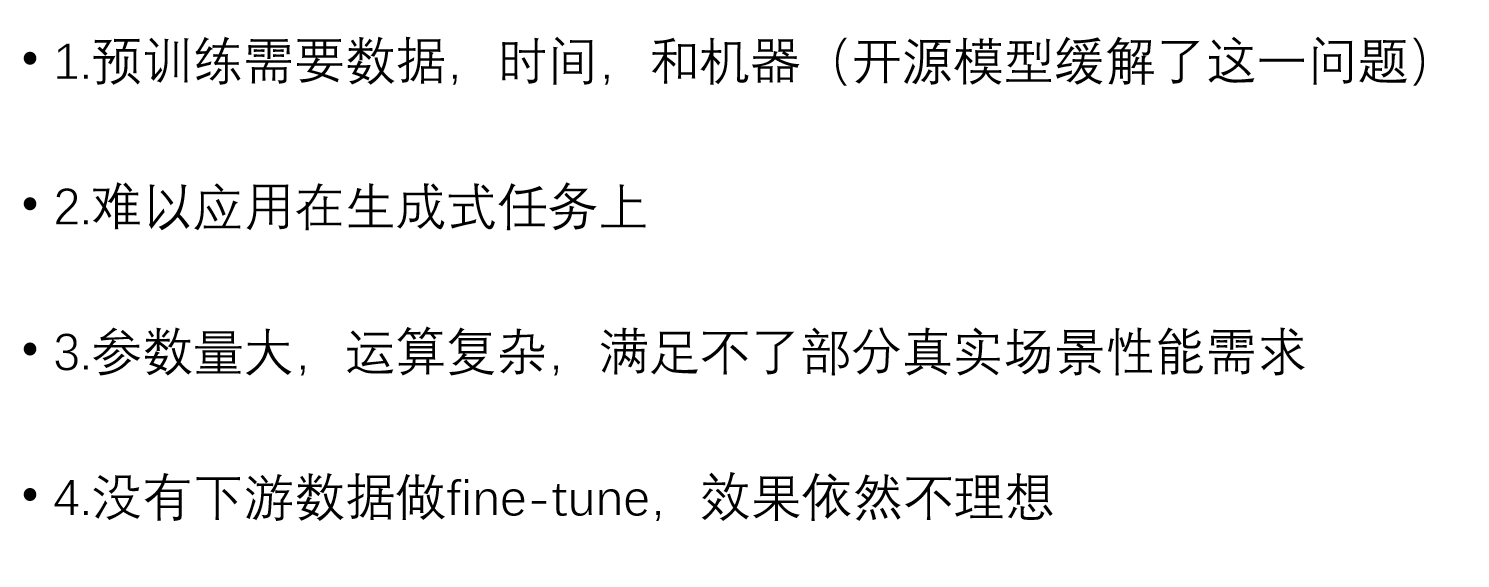 • 1.预训练需要数据，时间，和机器（开源模型缓解了这一问题）
• 2.难以应用在生成式任务上
• 3.参数量大，运算复杂，满足不了部分真实场景性能需求
• 4.没有下游数据做fine-tune，效果依然不理想